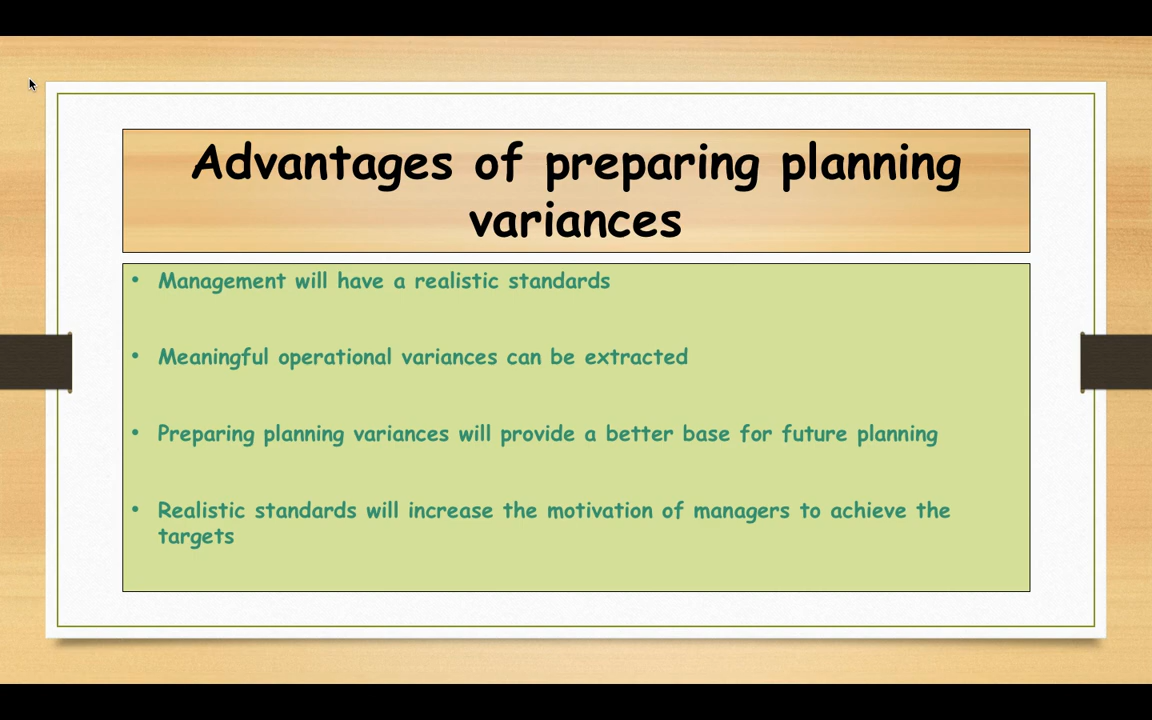 Advantages of preparing planning
variances
• Management will have a realistic standards
• Meaningful operational variances can be extracted
• Preparing planning variances will provide a better base for future planning
• Realistic standards will increase the motivation of managers to achieve the
targets